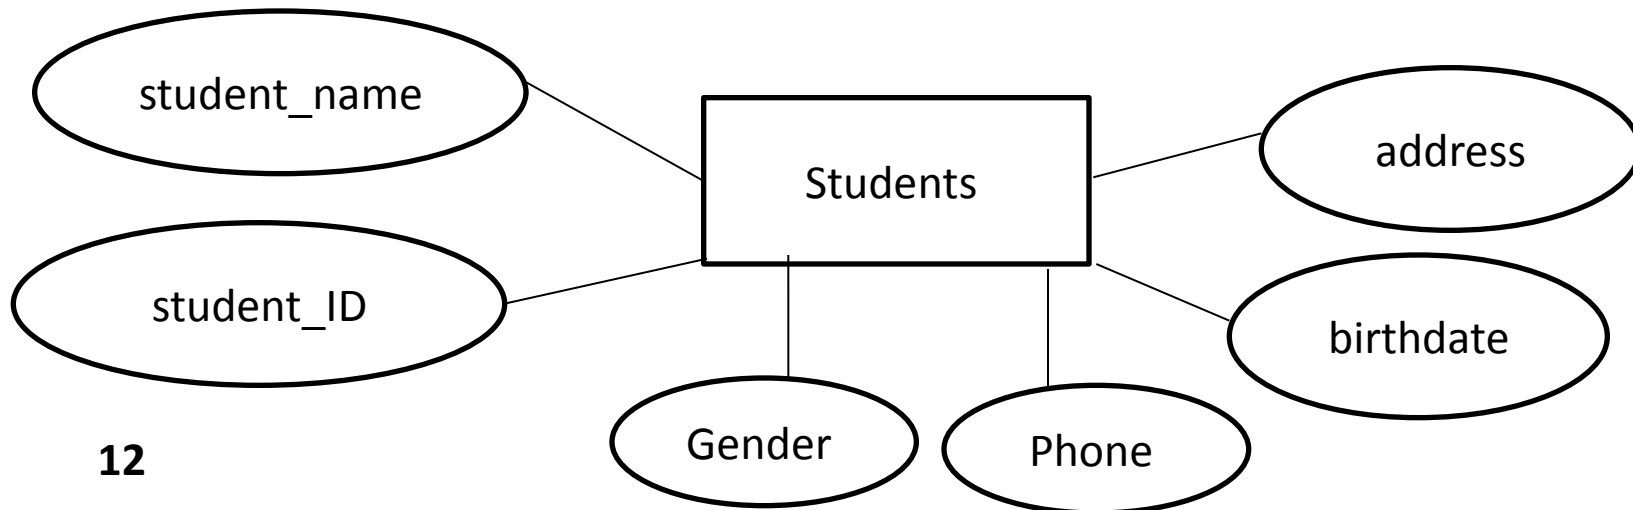 student_name
Students
address
student_ID
birthdate
Gender
Phone
12